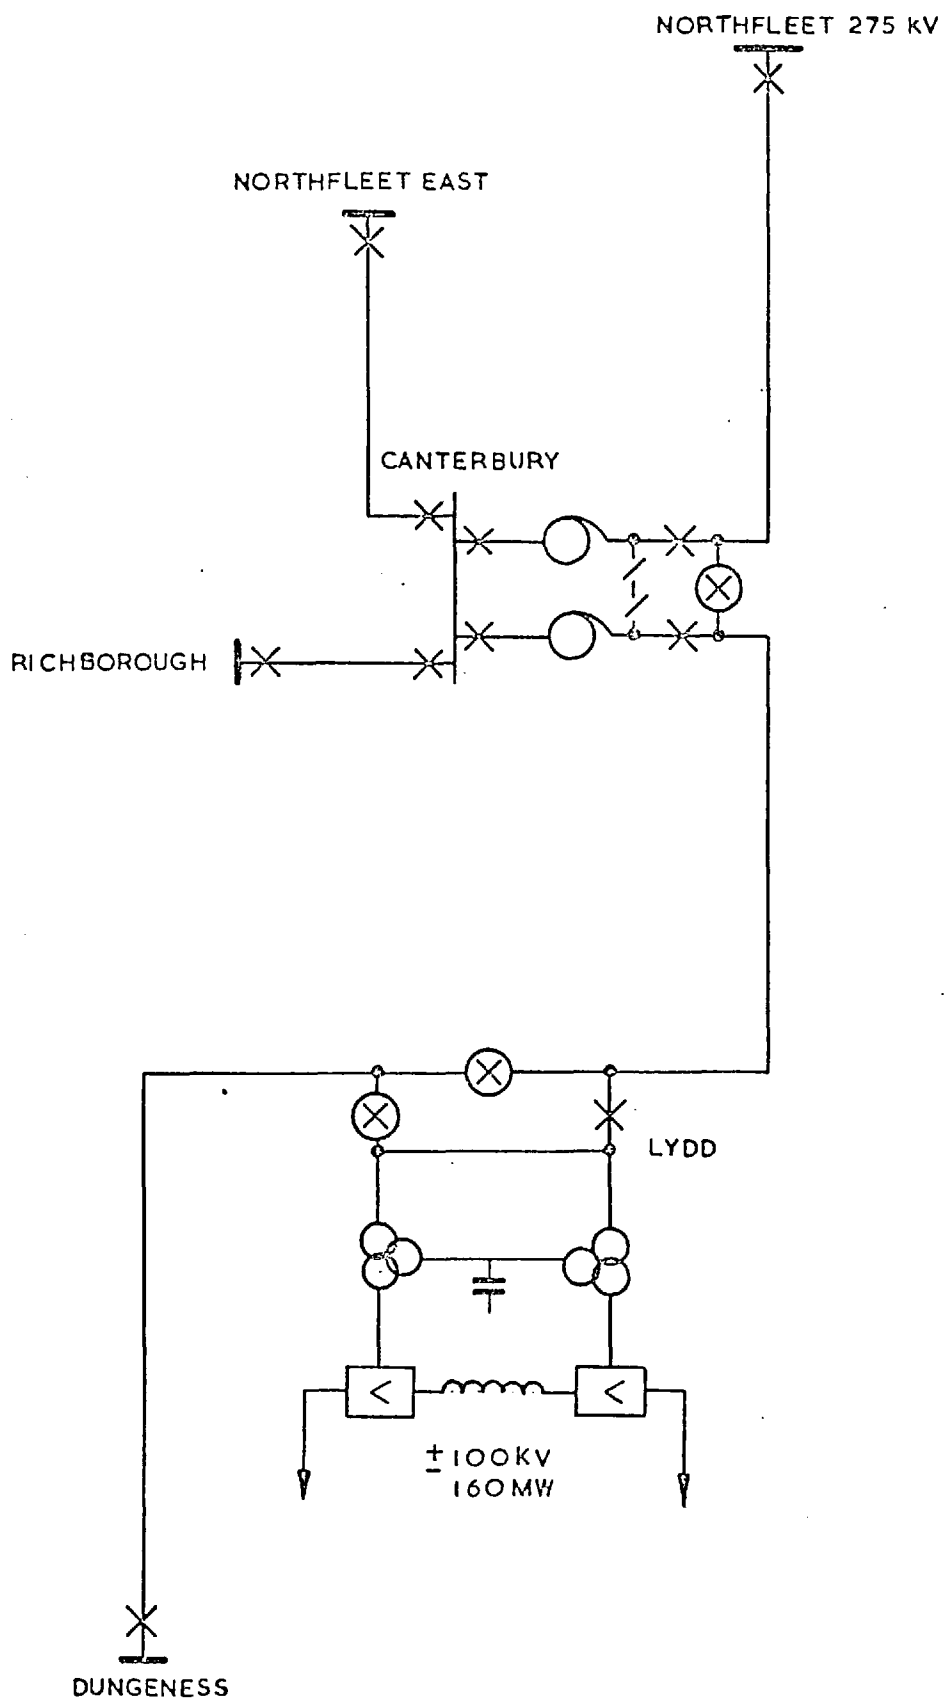 NORTHFLEET 275 KV
NORTHFLEET EAST
CANTERBURY
RICHBOROUGH
LYDD
± 100KV
160MW
DUNGENESS